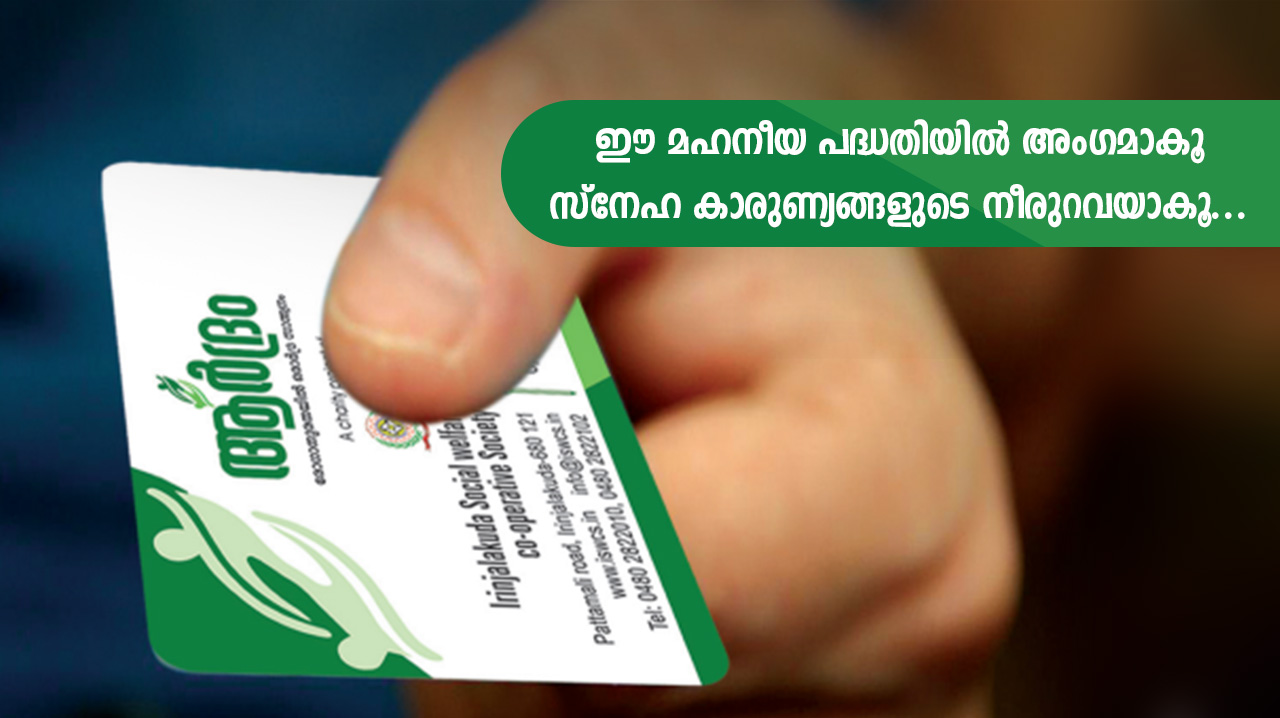 ഈ മഹനീയ പദ്ധതിയിൽ അംഗമാകൂ
സ്നേഹ കാരുണ്യങ്ങളുടെ നീരുറവയാകൂ...
ആർദ്രം
A charity
Irinjalakuda Social
co-operative Society
Pattamali road, Irinjalakuda-680 121
www.iswcs.in info@iswcs.in
Tel: 0480 2822010, 0480 2822102